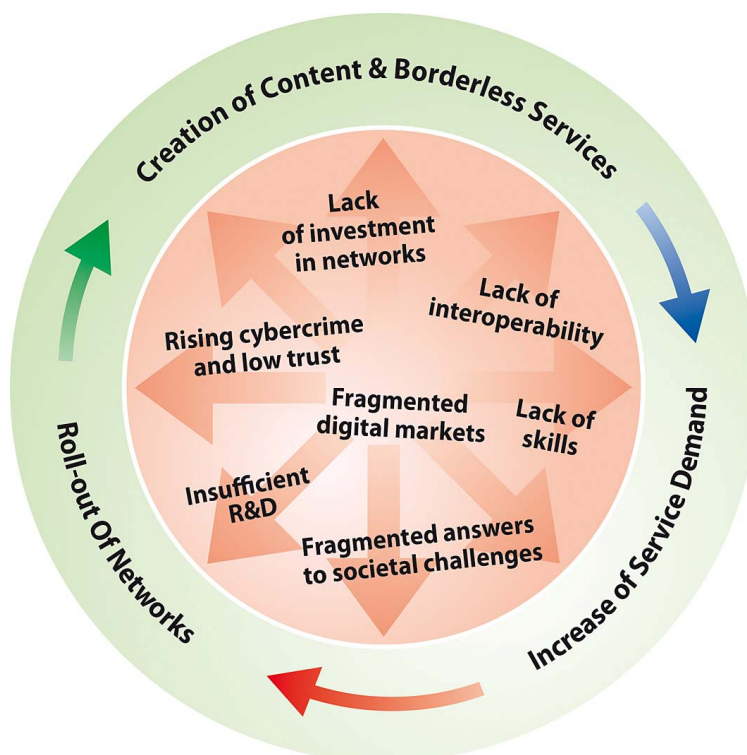 Creation of Content & Borderless Services
Lack
of investment
in networks
Lack of
interoperability
Rising cybercrime
and low trust
Fragmented
digital markets
Lack of
skills
Insufficient
R&D
Fragmented answers
to societal challenges
Increase of Service Demand
Roll-out Of Networks